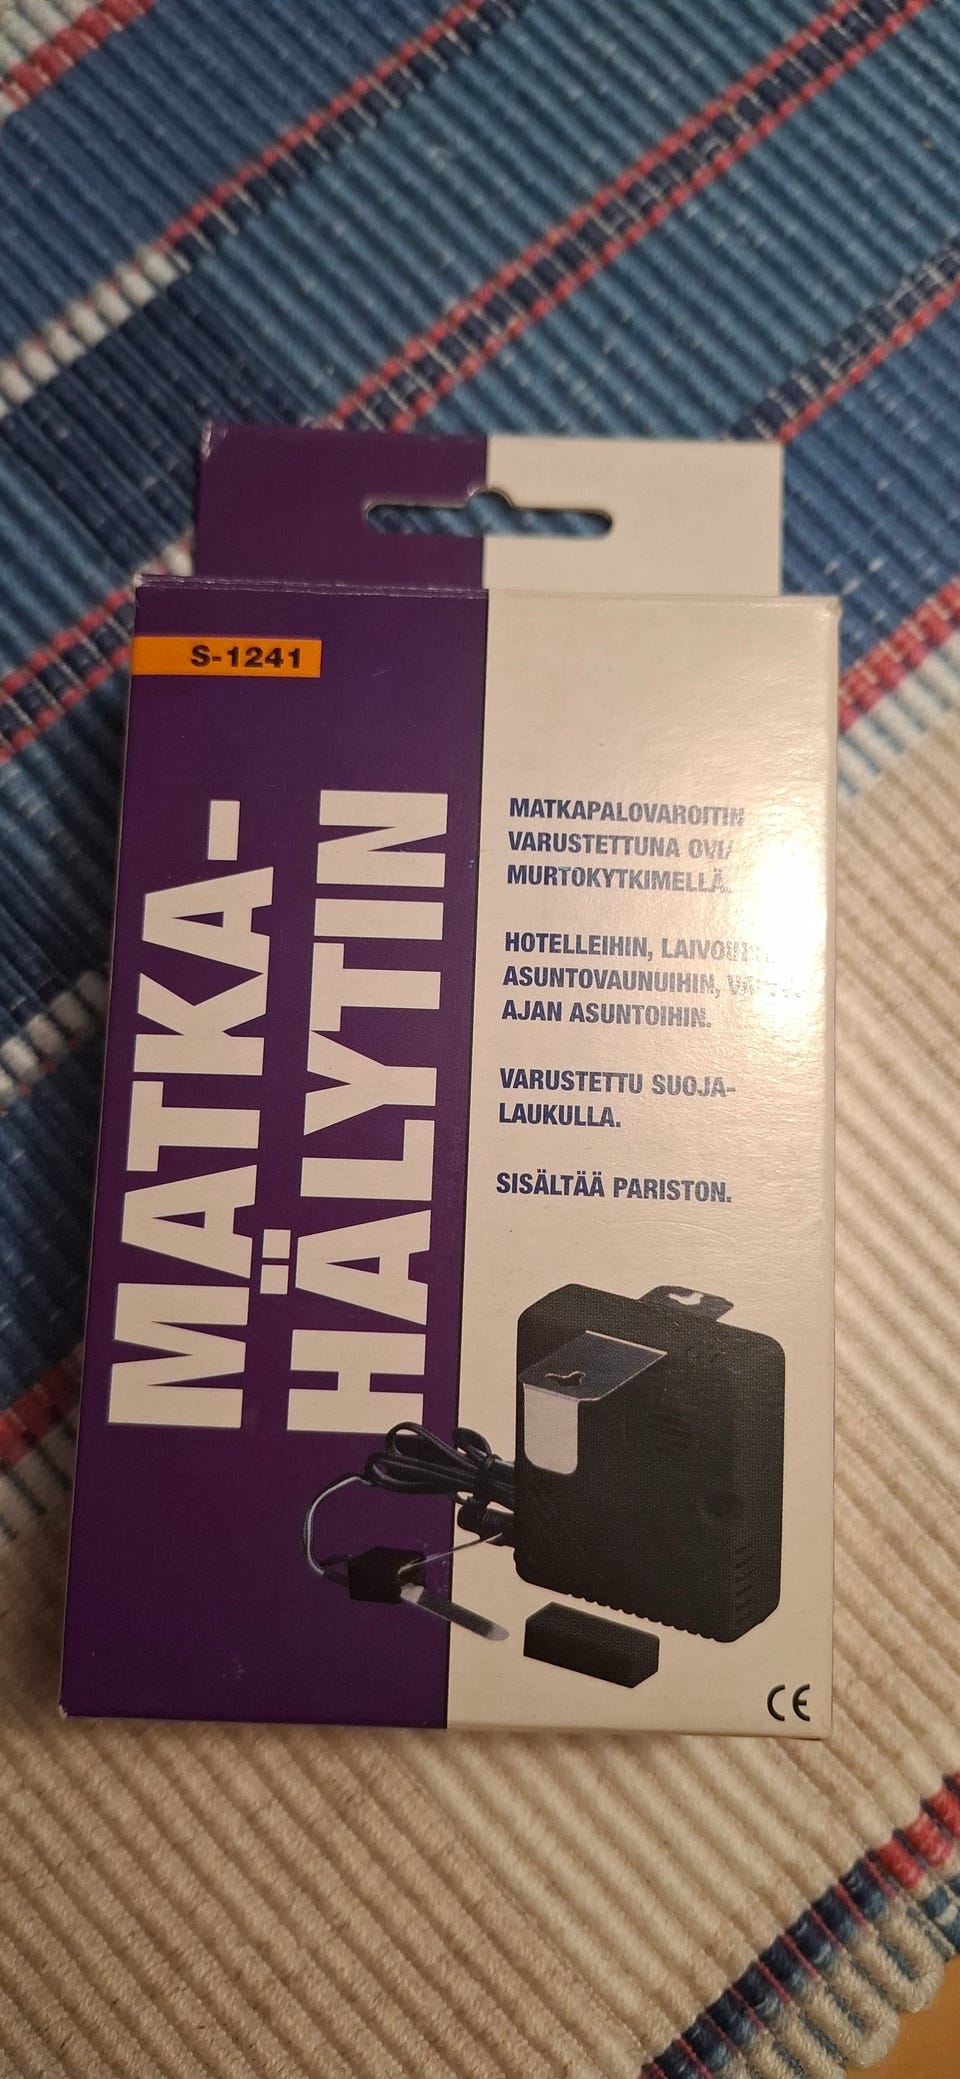 S-1241
MATKA-
HÄLYTIN
MATKAPALOVAROITIN
VARUSTETTUNA OVI/
MURTOKYTKIMELLÄ.
HOTELLEIHIN,
ASUNTOVAUNUIHIN,
AJAN ASUNTOIHIN.
VARUSTETTU SUOJA-
LAUKULLA.
SISÄLTÄÄ PARISTON.
CE